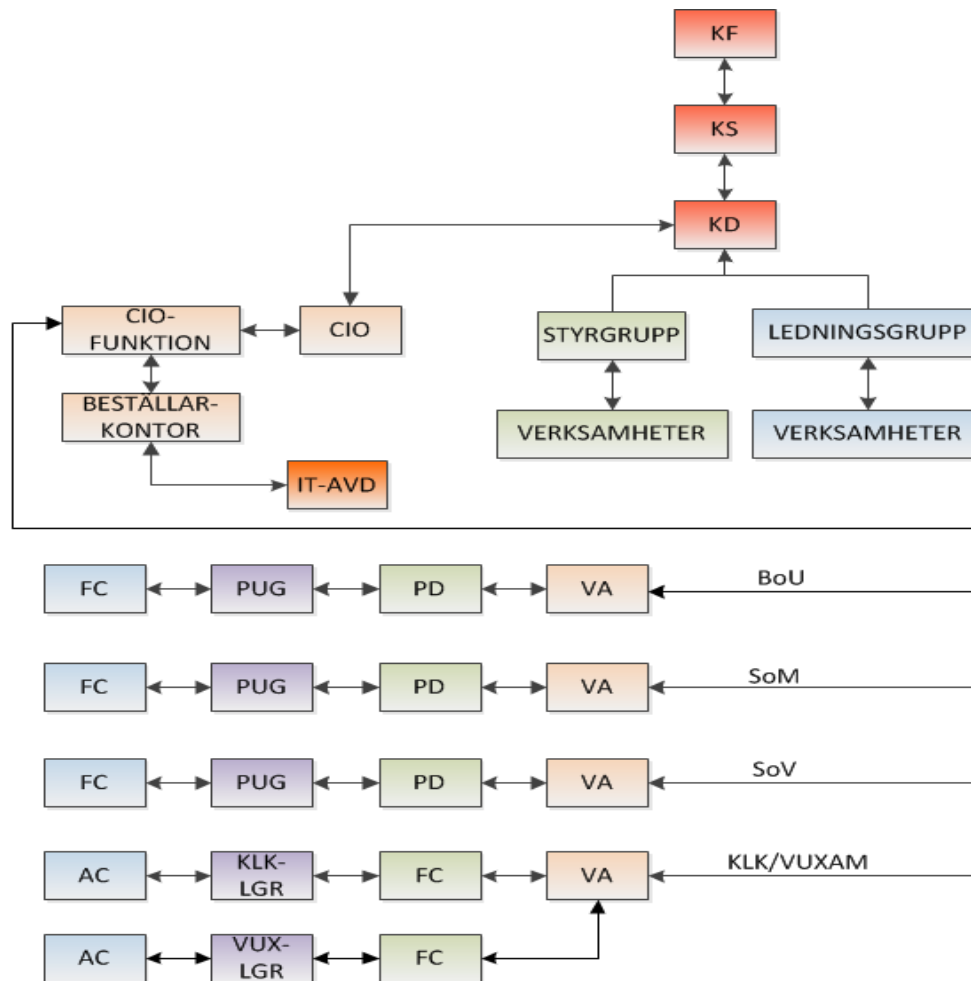 KF
KS
KD
CIO-
FUNKTION
CIO
STYRGRUPP
LEDNINGSGRUPP
BESTÄLLAR-
KONTOR
VERKSAMHETER
VERKSAMHETER
IT-AVD
FC
PUG
PD
VA
BoU
FC
PUG
PD
VA
SoM
FC
PUG
PD
VA
SoV
AC
KLK-
LGR
FC
VA
KLK/VUXAM
AC
VUX-
LGR
FC